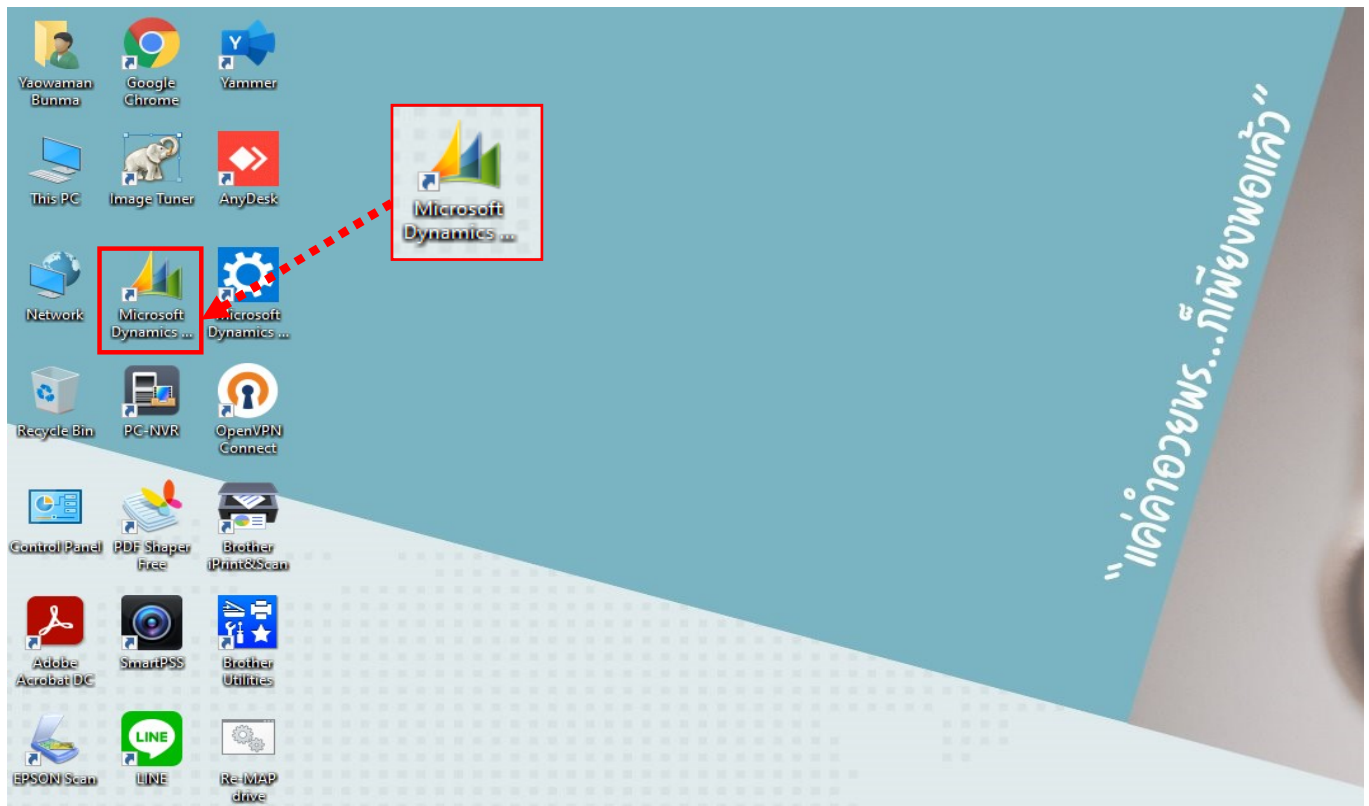 Yaowaman
Bunma
Google
Chrome
Yammer
This PC
Image Tuner
AnyDesk
Microsoft
Dynamics ...
Network
Microsoft
Dynamics ...
Microsoft
Dynamics ...
Recycle Bin
PC-NVR
OpenVPN
Connect
Control Panel
PDF Shaper
Free
Brother
iPrint&Scan
Adobe
Acrobat DC
SmartPSS
Brother
Utilities
EPSON Scan
LINE
LINE
Re-MAP
drive
"แค่คำอวยพร...ก็เพียงพอแล้ว"